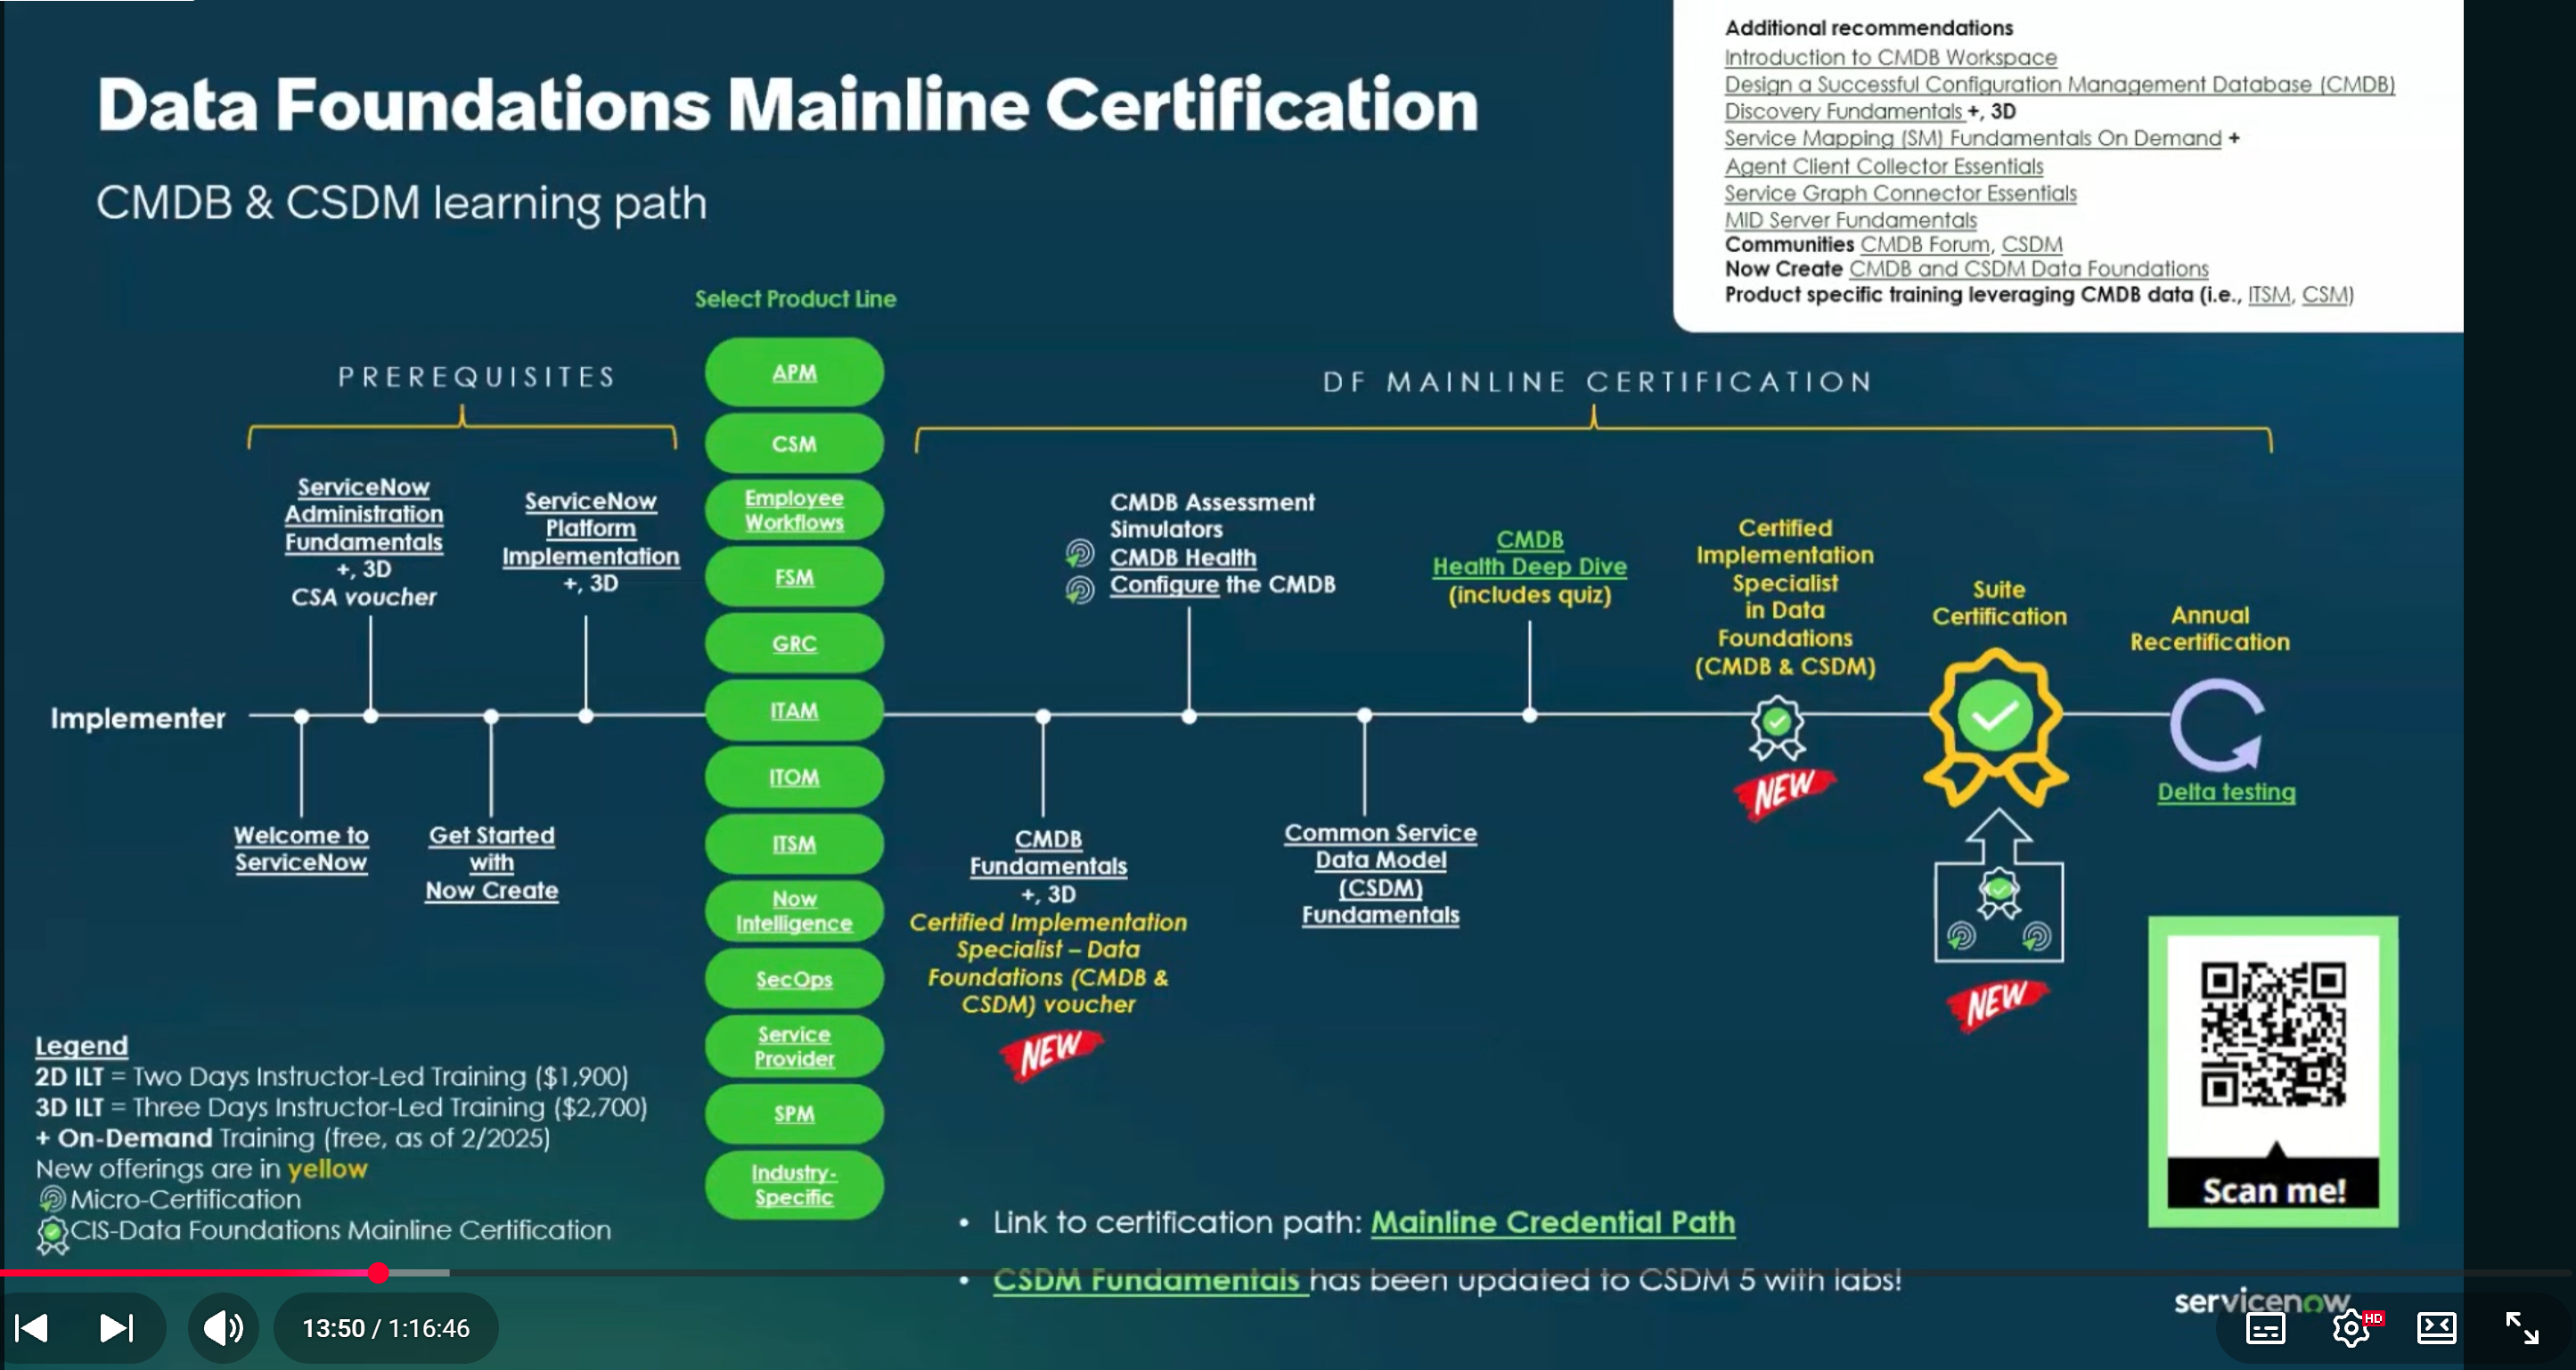 Data Foundations Mainline Certification
CMDB & CSDM learning path
Additional recommendations
Introduction to CMDB Workspace
Design a Successful Configuration Management Database (CMDB)
Discovery Fundamentals +, 3D
Service Mapping (SM) Fundamentals On Demand +
Agent Client Collector Essentials
Service Graph Connector Essentials
MID Server Fundamentals
Communities CMDB Forum, CSDM
Now Create CMDB and CSDM Data Foundations
Product specific training leveraging CMDB data (i.e., ITSM, CSM)
PREREQUISITES
ServiceNow
Administration
Fundamentals
+, 3D
CSA voucher
ServiceNow
Platform
Implementation
+, 3D
Implementer
Welcome to
ServiceNow
Get Started
with
Now Create
Select Product Line
APM
CSM
Employee
Workflows
FSM
GRC
ITAM
ITOM
ITSM
Now
Intelligence
SecOps
Service
Provider
SPM
Industry-
Specific
DF MAINLINE CERTIFICATION
CMDB Assessment
Simulators
CMDB Health
Configure the CMDB
CMDB
Health Deep Dive
(includes quiz)
Certified
Implementation
Specialist
in Data
Foundations
(CMDB & CSDM)
NEW
Suite
Certification
NEW
Annual
Recertification
Delta testing
CMDB
Fundamentals
+, 3D
Certified Implementation
Specialist – Data
Foundations (CMDB &
CSDM) voucher
NEW
Common Service
Data Model
(CSDM)
Fundamentals
Legend
2D ILT = Two Days Instructor-Led Training ($1,900)
3D ILT = Three Days Instructor-Led Training ($2,700)
+ On-Demand Training (free, as of 2/2025)
New offerings are in yellow
Micro-Certification
CIS-Data Foundations Mainline Certification
• Link to certification path: Mainline Credential Path
• CSDM Fundamentals has been updated to CSDM 5 with labs!
Scan me!
servicenow
13:50 / 1:16:46
HD